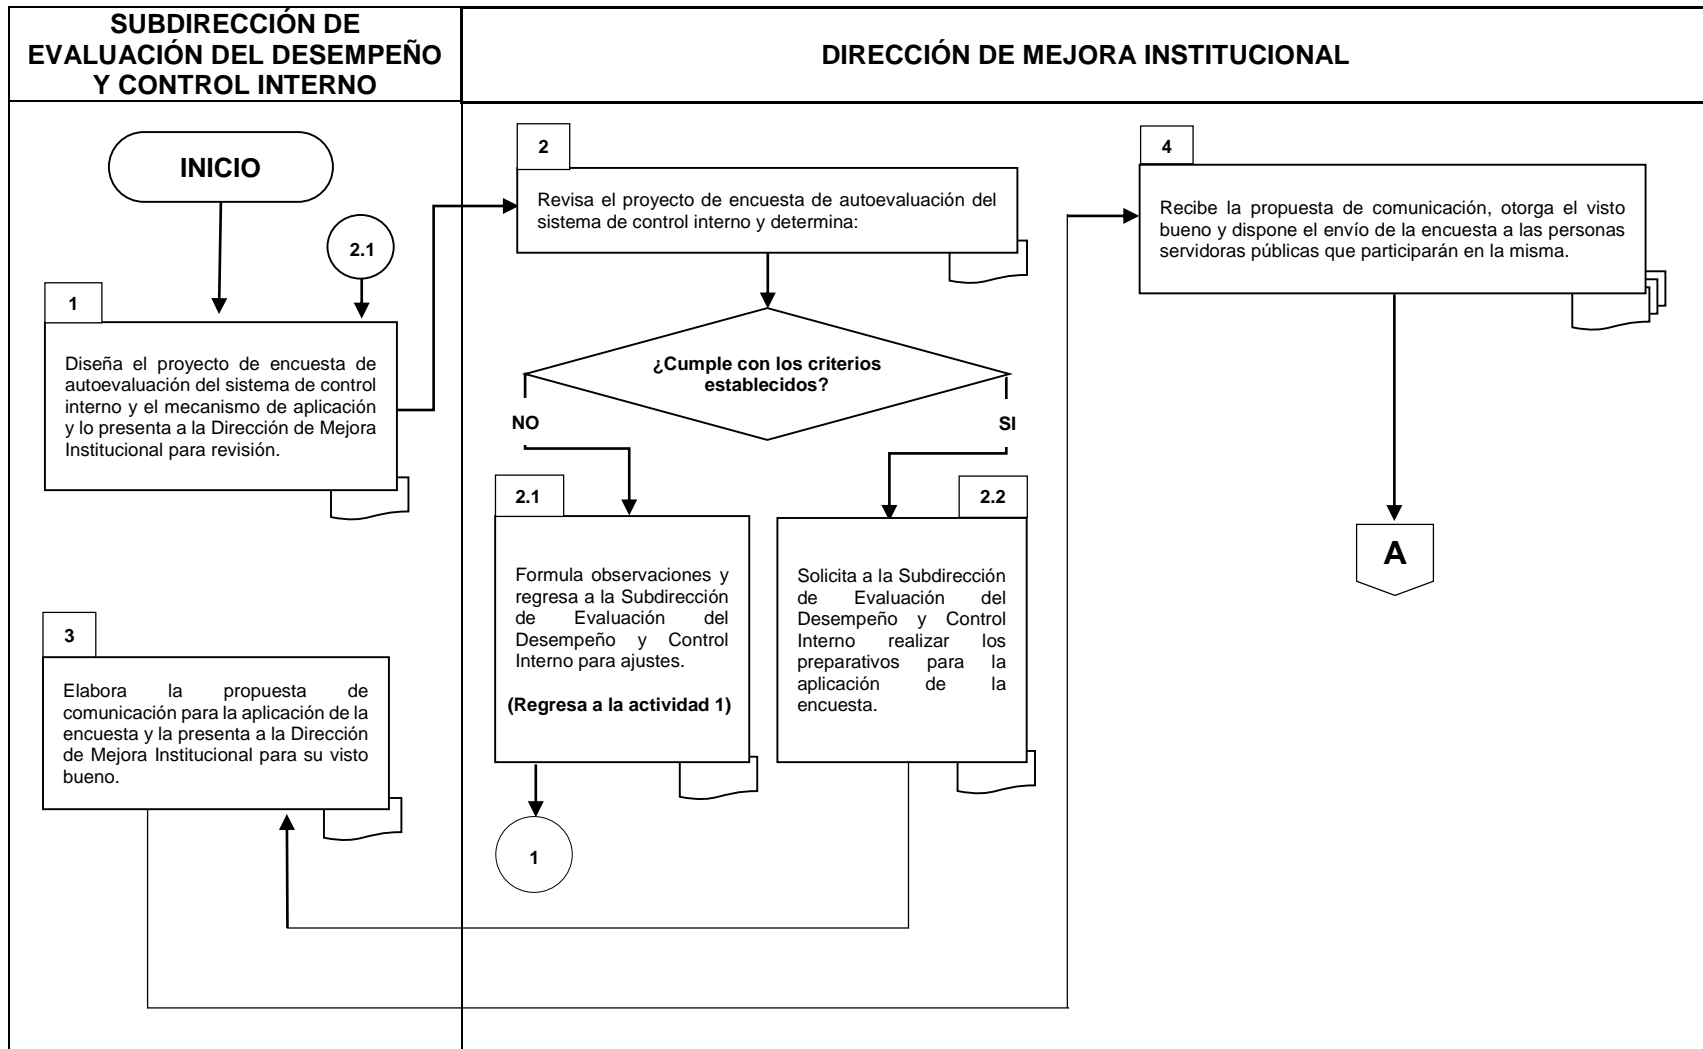 SUBDIRECCIÓN DE
EVALUACIÓN DEL DESEMPEÑO
Y CONTROL INTERNO
DIRECCIÓN DE MEJORA INSTITUCIONAL
INICIO
2.1
1
Diseña el proyecto de encuesta de
autoevaluación del sistema de control
interno y el mecanismo de aplicación
y lo presenta a la Dirección de Mejora
Institucional para revisión.
2
Revisa el proyecto de encuesta de autoevaluación del
sistema de control interno y determina:
¿Cumple con los criterios
establecidos?
NO
SI
2.1
Formula observaciones y
regresa a la Subdirección
de Evaluación del
Desempeño y Control
Interno para ajustes.
(Regresa a la actividad 1)
1
2.2
Solicita a la Subdirección
de Evaluación del
Desempeño y Control
Interno realizar los
preparativos para la
aplicación de la
encuesta.
3
Elabora la propuesta de
comunicación para la aplicación de la
encuesta y la presenta a la Dirección
de Mejora Institucional para su visto
bueno.
4
Recibe la propuesta de comunicación, otorga el visto
bueno y dispone el envío de la encuesta a las personas
servidoras públicas que participarán en la misma.
A